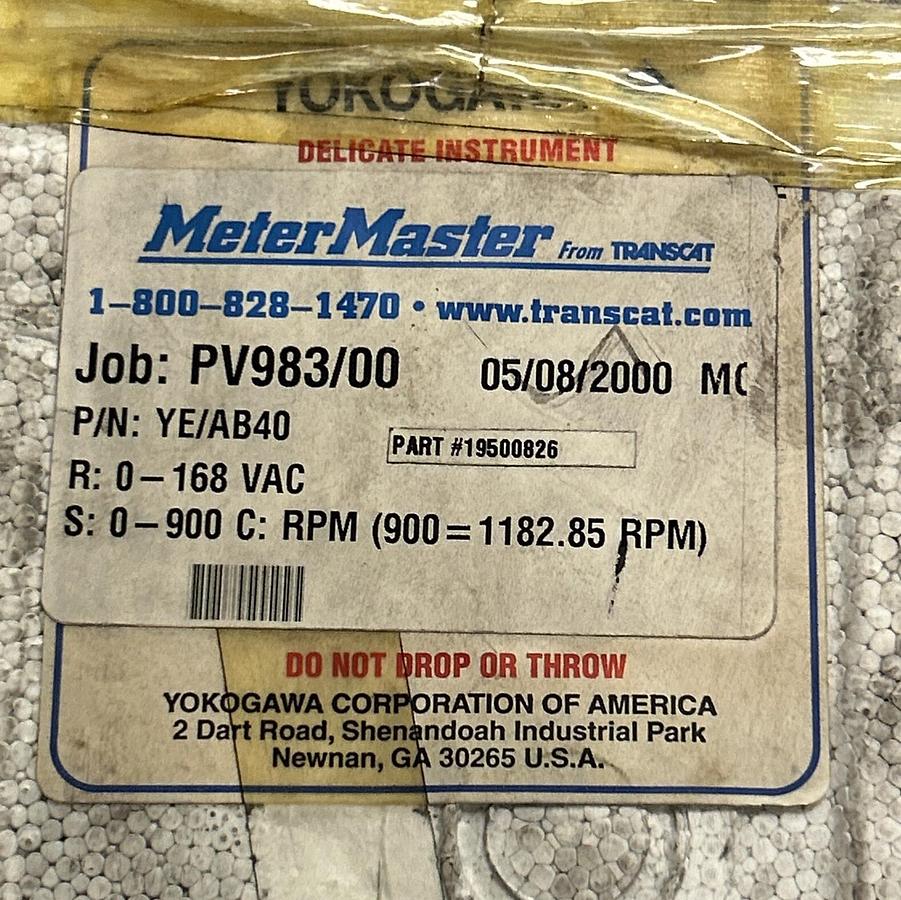 YOKOGAWA
DELICATE INSTRUMENT
MeterMaster From TRANSCAT
1-800-828-1470 • www.transcat.com
Job: PV983/00 05/08/2000
P/N: YE/AB40
PART #19500826
R: 0-168 VAC
S: 0-900 C: RPM (900=1182.85 RPM)
DO NOT DROP OR THROW
YOKOGAWA CORPORATION OF AMERICA
2 Dart Road, Shenandoah Industrial Park
Newnan, GA 30265 U.S.A.